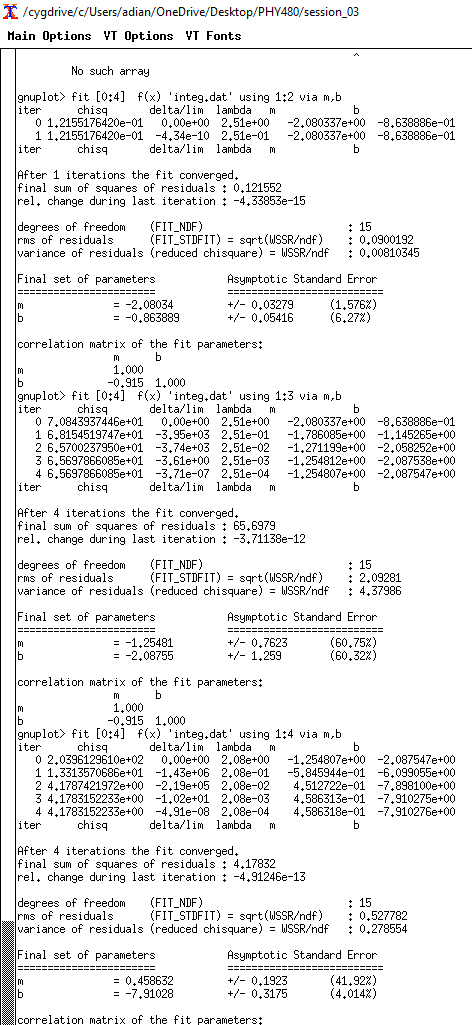 /cygdrive/c/Users/adian/OneDrive/Desktop/PHY480/session_03
Main Options VT Options VT Fonts
^
No such array
gnuplot> fit [0:4] f(x) 'integ.dat' using 1:2 via m,b
iter chisq delta/lim lambda m b
0 1.2155176420e-01 0.00e+00 2.51e+00 -2.080337e+00 -8.638886e-01
1 1.2155176420e-01 -4.34e-10 2.51e-01 -2.080337e+00 -8.638886e-01
iter chisq delta/lim lambda m b
After 1 iterations the fit converged.
final sum of squares of residuals : 0.121552
rel. change during last iteration : -4.33853e-15
degrees of freedom (FIT_NDF) : 15
rms of residuals (FIT_STDFIT) = sqrt(WSSR/ndf) : 0.0900192
variance of residuals (reduced chisquare) = WSSR/ndf : 0.00810345
Final set of parameters Asymptotic Standard Error
======================= ==========================
m = -2.08034 +/- 0.03279 (1.576%)
b = -0.863889 +/- 0.05416 (6.27%)
correlation matrix of the fit parameters:
m b
m 1.000
b -0.915 1.000
gnuplot> fit [0:4] f(x) 'integ.dat' using 1:3 via m,b
iter chisq delta/lim lambda m b
0 7.0843937446e+01 0.00e+00 2.51e+00 -2.080337e+00 -8.638886e-01
1 6.8154519747e+01 -3.95e+03 2.51e-01 -1.786085e+00 -1.145265e+00
2 6.5700237950e+01 -3.74e+03 2.51e-02 -1.271199e+00 -2.058252e+00
3 6.5697866085e+01 -3.61e+00 2.51e-03 -1.254812e+00 -2.087538e+00
4 6.5697866085e+01 -3.71e-07 2.51e-04 -1.254807e+00 -2.087547e+00
iter chisq delta/lim lambda m b
After 4 iterations the fit converged.
final sum of squares of residuals : 65.6979
rel. change during last iteration : -3.71138e-12
degrees of freedom (FIT_NDF) : 15
rms of residuals (FIT_STDFIT) = sqrt(WSSR/ndf) : 2.09281
variance of residuals (reduced chisquare) = WSSR/ndf : 4.37986
Final set of parameters Asymptotic Standard Error
======================= ==========================
m = -1.25481 +/- 0.7623 (60.75%)
b = -2.08755 +/- 1.259 (60.32%)
correlation matrix of the fit parameters:
m b
m 1.000
b -0.915 1.000
gnuplot> fit [0:4] f(x) 'integ.dat' using 1:4 via m,b
iter chisq delta/lim lambda m b
0 2.0396129610e+02 0.00e+00 2.08e+00 -1.254807e+00 -2.087547e+00
1 1.3313570686e+01 -1.43e+06 2.08e-01 -5.845944e-01 -6.099055e+00
2 4.1787421972e+00 -2.19e+05 2.08e-02 4.512722e-01 -7.898100e+00
3 4.1783152233e+00 -1.02e+01 2.08e-03 4.586313e-01 -7.910275e+00
4 4.1783152233e+00 -4.91e-08 2.08e-04 4.586318e-01 -7.910276e+00
iter chisq delta/lim lambda m b
After 4 iterations the fit converged.
final sum of squares of residuals : 4.17832
rel. change during last iteration : -4.91246e-13
degrees of freedom (FIT_NDF) : 15
rms of residuals (FIT_STDFIT) = sqrt(WSSR/ndf) : 0.527782
variance of residuals (reduced chisquare) = WSSR/ndf : 0.278554
Final set of parameters Asymptotic Standard Error
======================= ==========================
m = 0.458632 +/- 0.1923 (41.92%)
b = -7.91028 +/- 0.3175 (4.014%)
correlation matrix of the fit parameters: